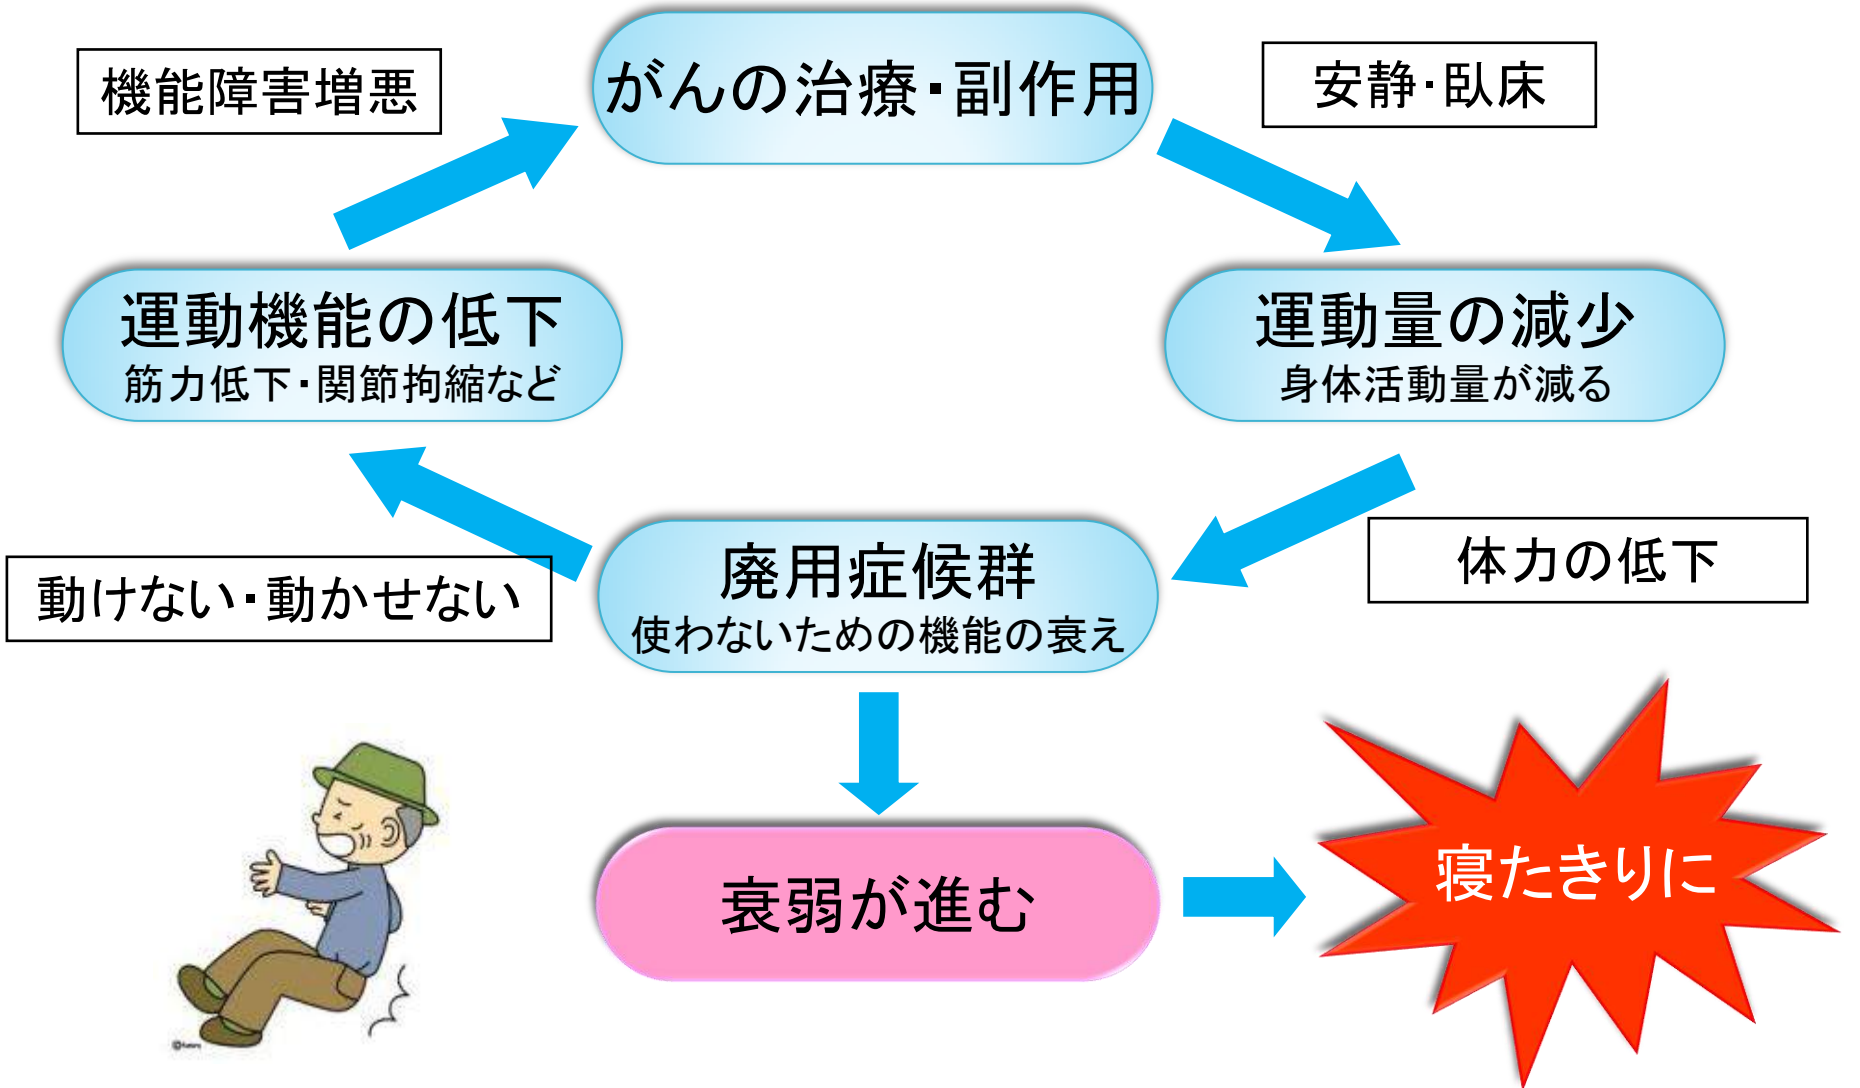 機能障害増悪
がんの治療・副作用
安静・臥床
運動機能の低下
筋力低下・関節拘縮など
運動量の減少
身体活動量が減る
動けない・動かせない
廃用症候群
使わないための機能の衰え
体力の低下
衰弱が進む
寝たきりに